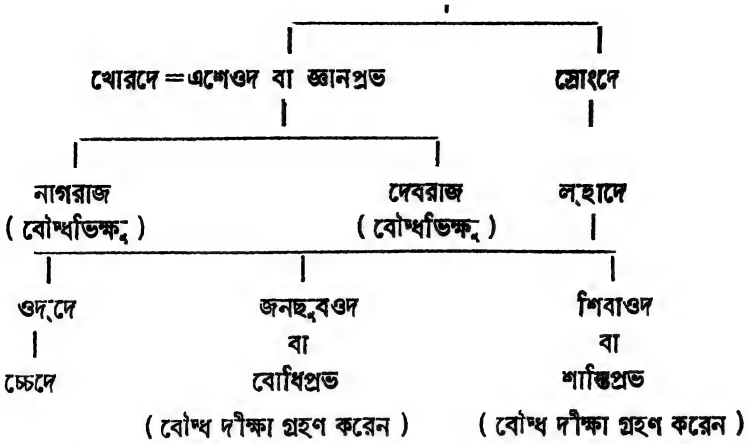 খোরদে = এশেওদ বা জ্ঞানপ্রভ স্রোংদে
নাগরাজ দেবরাজ ল্হাদে
( বৌদ্ধভিক্ষু ) ( বৌদ্ধভিক্ষু )
ওদ্দে জনছুবওদ শিবাওদ
বা বা
চ্চেদে বোধিপ্রভ শান্তিপ্রভ
( বৌদ্ধ দীক্ষা গ্রহণ করেন ) ( বৌদ্ধ দীক্ষা গ্রহণ করেন )